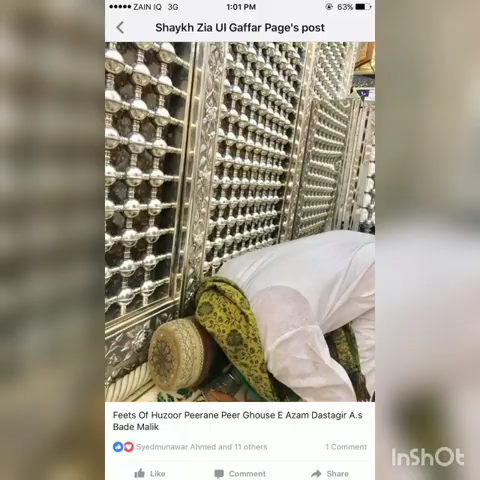 ZAIN IQ 3G 1:01 PM 63%
Shaykh Zia Ul Gaffar Page's post
Feets Of Huzoor Peerane Peer Ghouse E Azam Dastagir A.s
Bade Malik
Syedmunawar Ahmed and 11 others 1 Comment
Like Comment Share
InShOt